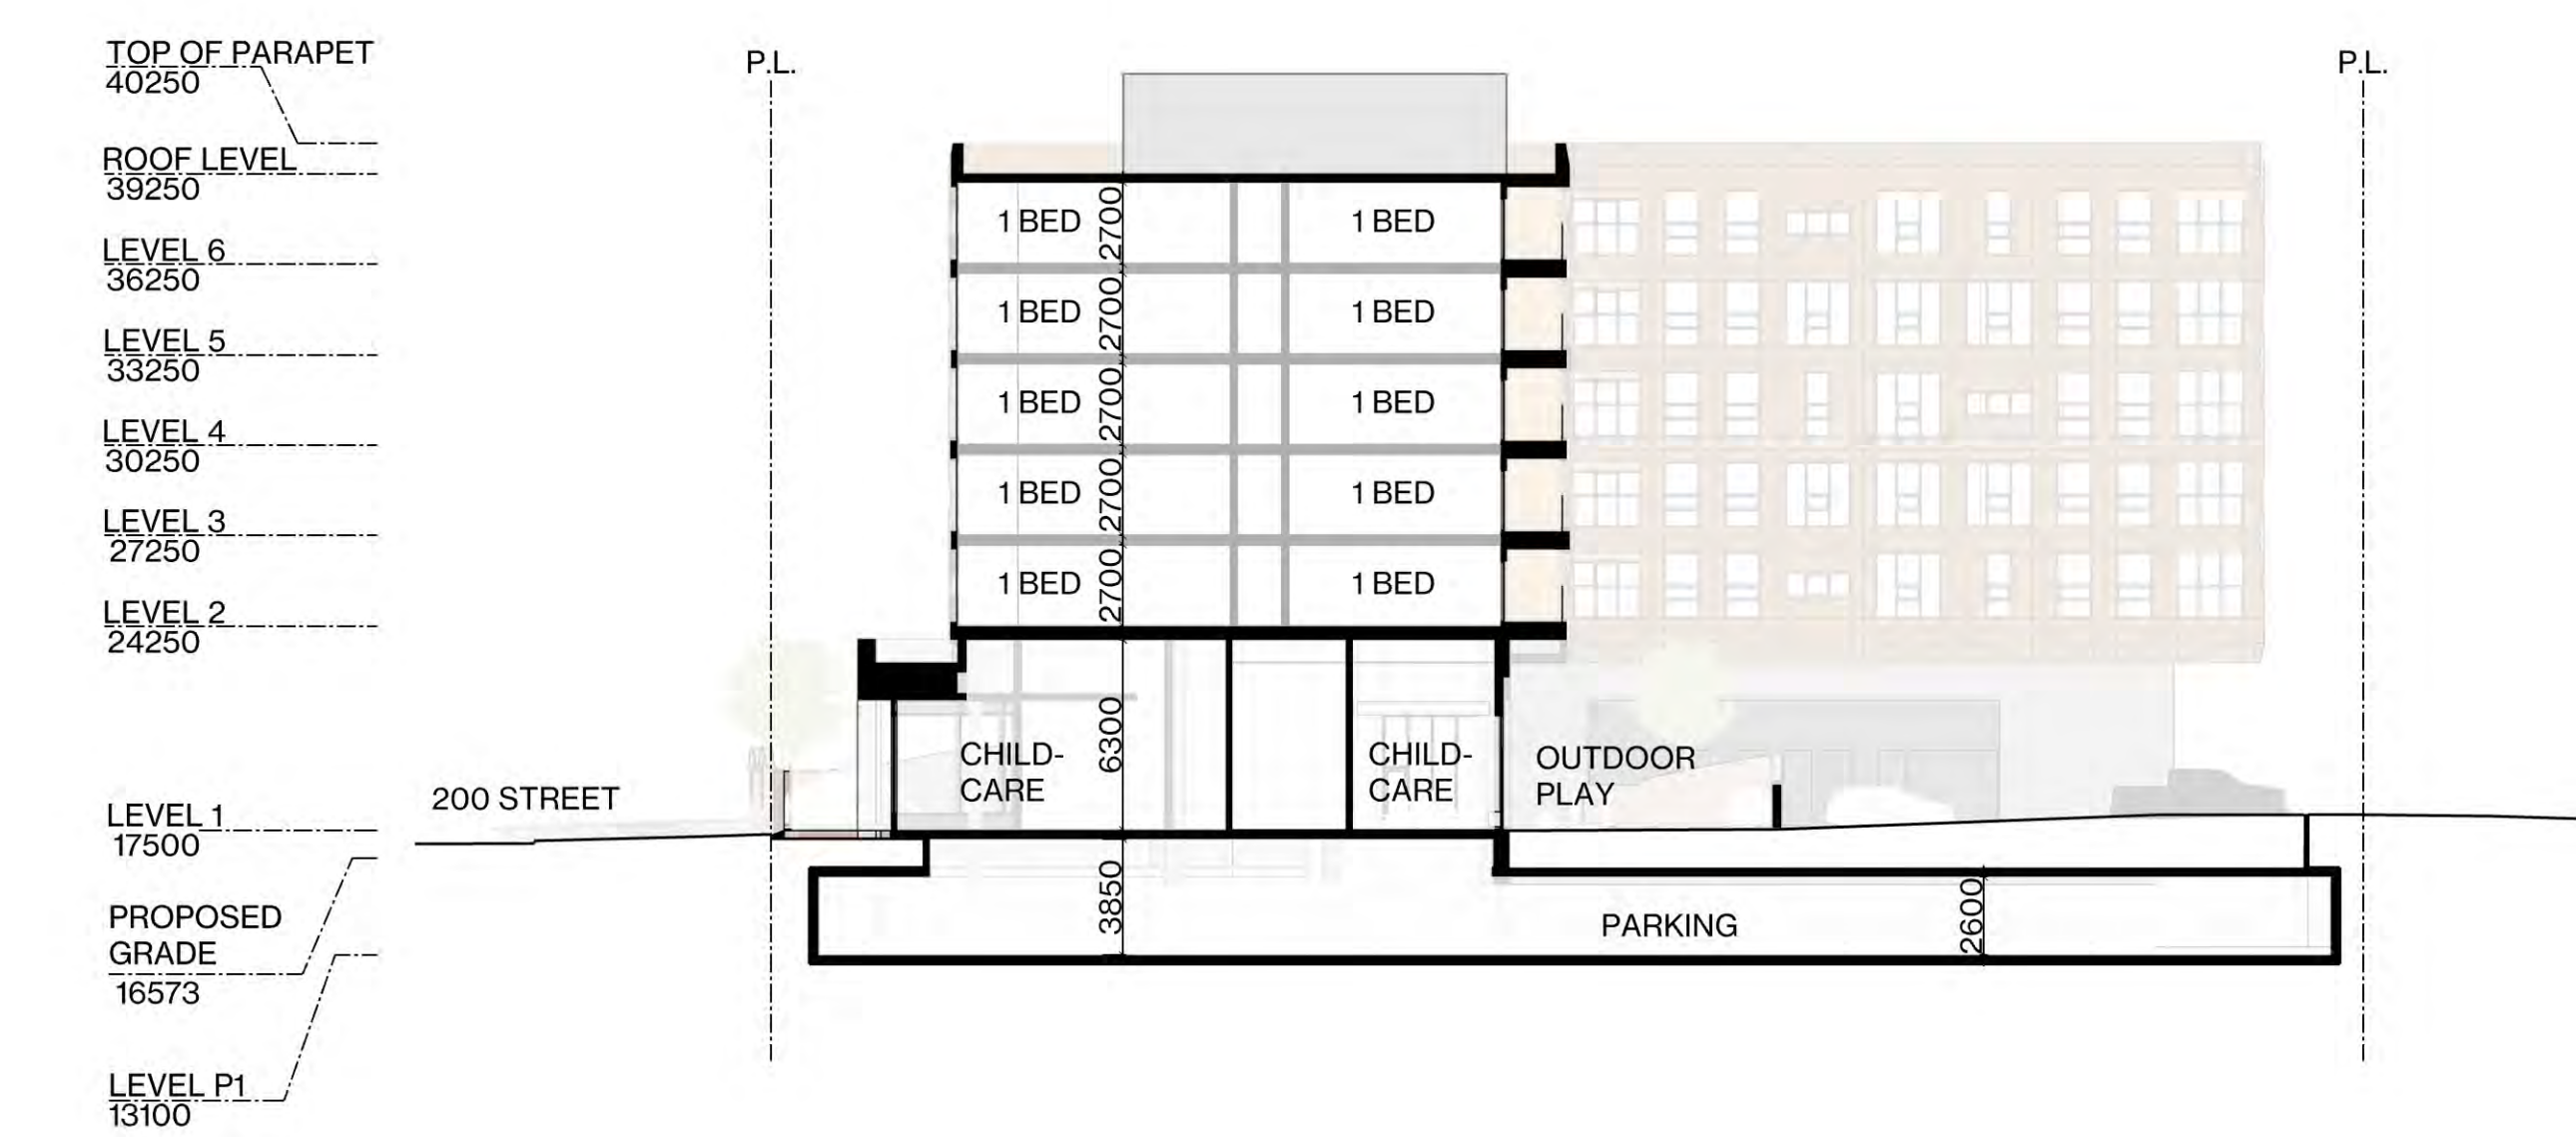 TOP OF PARAPET
40250
P.L.
P.L.
ROOF LEVEL
39250
1 BED
2700
1 BED
LEVEL 6
36250
1 BED
2700
1 BED
LEVEL 5
33250
1 BED
2700
1 BED
LEVEL 4
30250
1 BED
2700
1 BED
LEVEL 3
27250
1 BED
2700
1 BED
LEVEL 2
24250
6300
CHILD-
CARE
CHILD-
CARE
OUTDOOR
PLAY
200 STREET
LEVEL 1
17500
3850
2600
PARKING
PROPOSED
GRADE
16573
LEVEL P1
13100